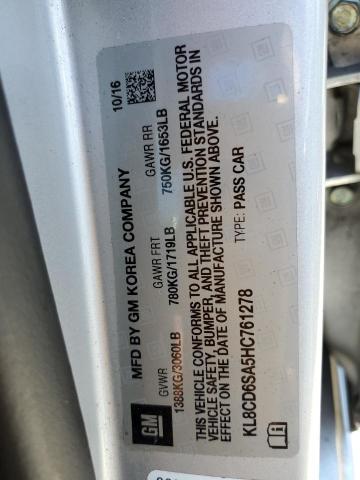 MFD BY GM KOREA COMPANY
10/16
GVWR
GAWR FRT
GAWR RR
1388KG/3060LB
780KG/1719LB
750KG/1653LB
THIS VEHICLE CONFORMS TO ALL APPLICABLE U.S. FEDERAL MOTOR
VEHICLE SAFETY, BUMPER, AND THEFT PREVENTION STANDARDS IN
EFFECT ON THE DATE OF MANUFACTURE SHOWN ABOVE.
KL8CD6SA5HC761278
TYPE: PASS CAR
GM